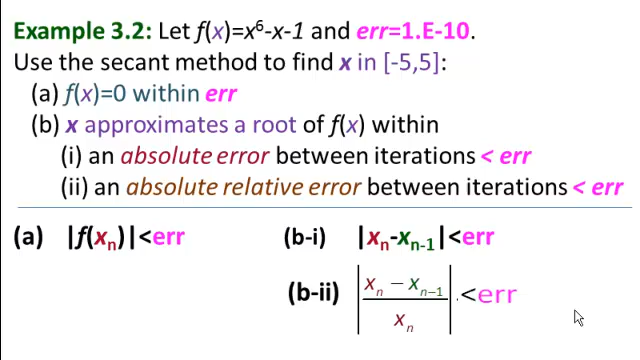 Example 3.2: Let f(x)=x⁶-x-1 and err=1.E-10.
Use the secant method to find x in [-5,5]:
(a) f(x)=0 within err
(b) x approximates a root of f(x) within
(i) an absolute error between iterations < err
(ii) an absolute relative error between iterations < err
(a) |f(xₙ)|<err (b-i) |xₙ-xₙ₋₁|<err
(b-ii) |(xₙ − xₙ₋₁)/xₙ| <err